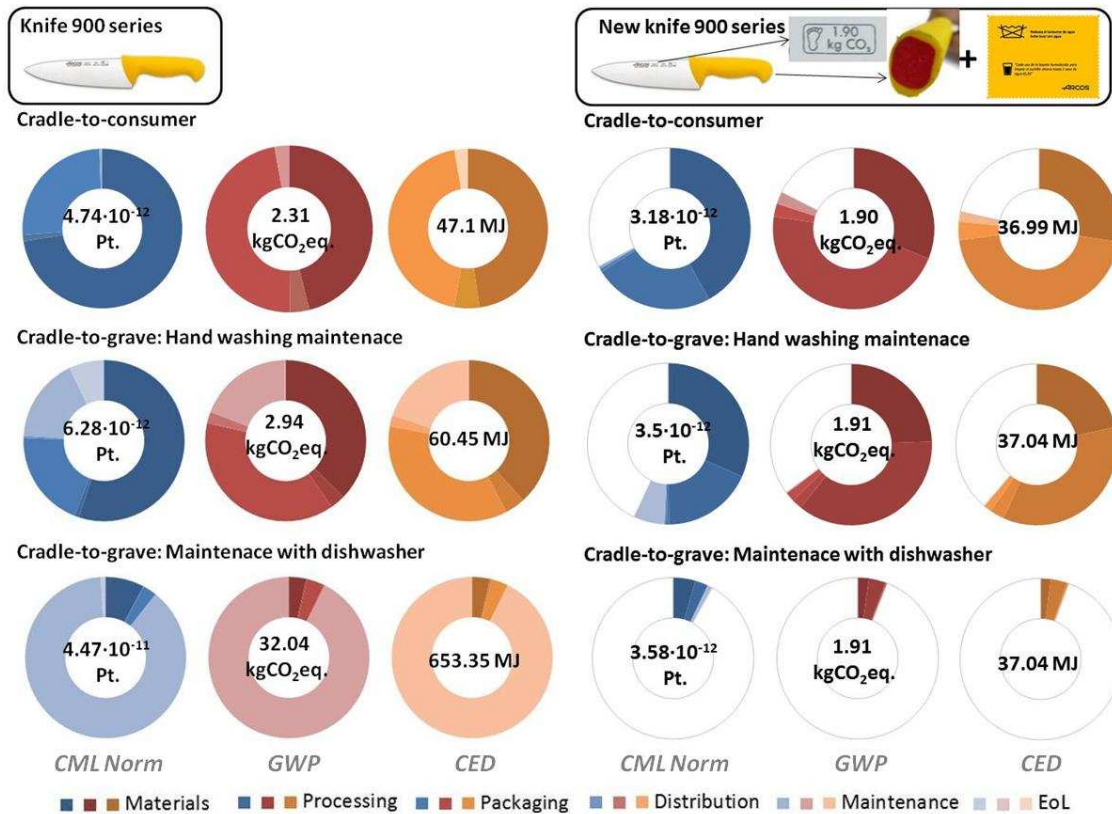 Knife 900 series
New knife 900 series
1.90
kg CO₂
+
ARCOS
Cradle-to-consumer
Cradle-to-consumer
4.74·10⁻¹²
Pt.
2.31
kgCO₂eq.
47.1 MJ
3.18·10⁻¹²
Pt.
1.90
kgCO₂eq.
36.99 MJ
Cradle-to-grave: Hand washing maintenace
Cradle-to-grave: Hand washing maintenace
6.28·10⁻¹²
Pt.
2.94
kgCO₂eq.
60.45 MJ
3.5·10⁻¹²
Pt.
1.91
kgCO₂eq.
37.04 MJ
Cradle-to-grave: Maintenace with dishwasher
Cradle-to-grave: Maintenace with dishwasher
4.47·10⁻¹¹
Pt.
32.04
kgCO₂eq.
653.35 MJ
3.58·10⁻¹²
Pt.
1.91
kgCO₂eq.
37.04 MJ
CML Norm GWP CED
CML Norm GWP CED
Materials Processing Packaging Distribution Maintenance EoL